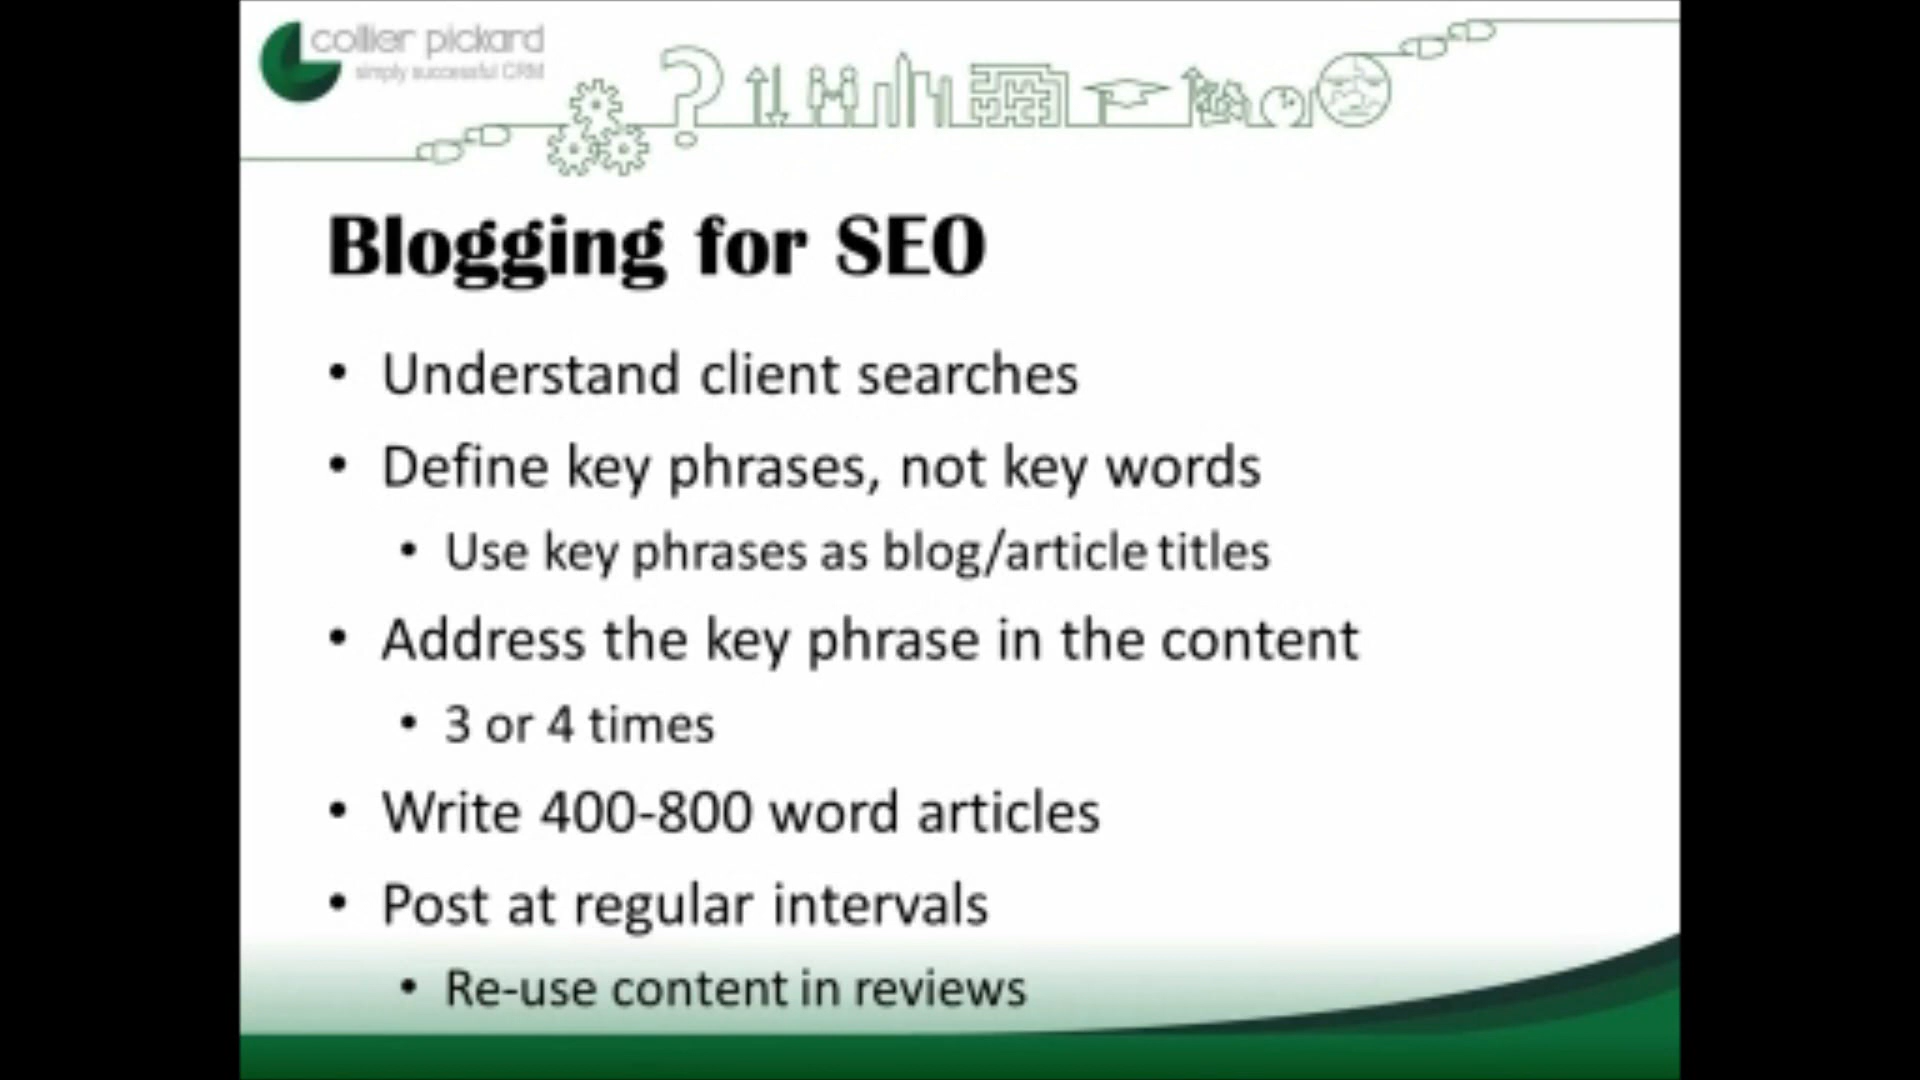 collier pickard
simply successful CRM
Blogging for SEO
• Understand client searches
• Define key phrases, not key words
• Use key phrases as blog/article titles
• Address the key phrase in the content
• 3 or 4 times
• Write 400-800 word articles
• Post at regular intervals
• Re-use content in reviews